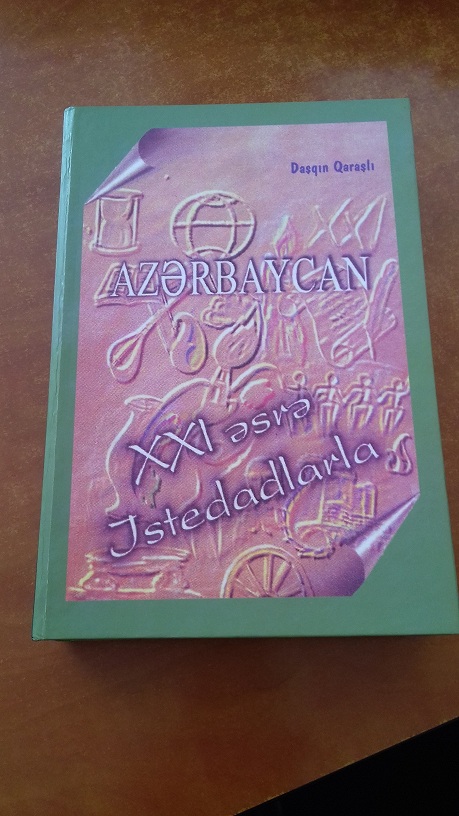 Daşqın Qaraşlı
AZƏRBAYCAN
XXI əsrə
İstedadlarla